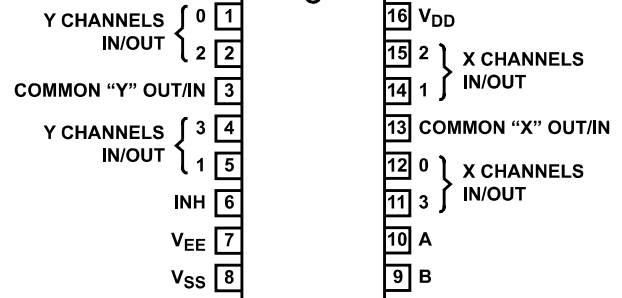 Y CHANNELS
IN/OUT
0 1
2 2
COMMON “Y” OUT/IN 3
Y CHANNELS
IN/OUT
3 4
1 5
INH 6
VEE 7
VSS 8
16 VDD
15 2
14 1
X CHANNELS
IN/OUT
13 COMMON “X” OUT/IN
12 0
11 3
X CHANNELS
IN/OUT
10 A
9 B